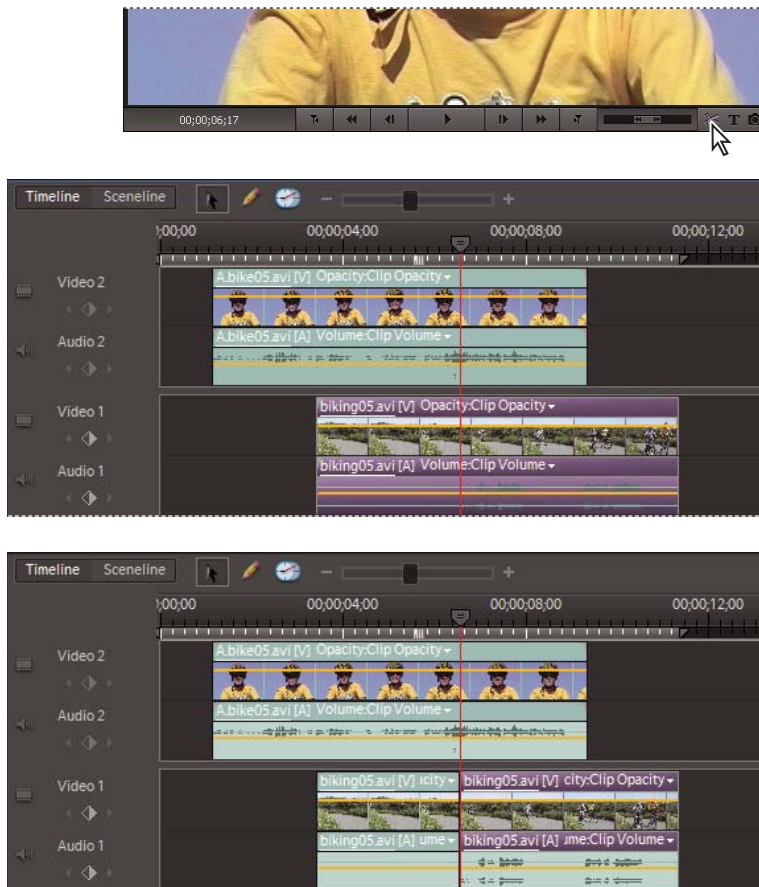 00;00;06;17
T
Timeline Sceneline
;00;00 00;00;04;00 00;00;08;00 00;00;12;00
Video 2
A.bike05.avi [V] Opacity:Clip Opacity
Audio 2
A.bike05.avi [A] Volume:Clip Volume
Video 1
biking05.avi [V] Opacity:Clip Opacity
Audio 1
biking05.avi [A] Volume:Clip Volume
Timeline Sceneline
;00;00 00;00;04;00 00;00;08;00 00;00;12;00
Video 2
A.bike05.avi [V] Opacity:Clip Opacity
Audio 2
A.bike05.avi [A] Volume:Clip Volume
Video 1
biking05.avi [V] ıcity biking05.avi [V] city:Clip Opacity
Audio 1
biking05.avi [A] ume biking05.avi [A] ume:Clip Volume